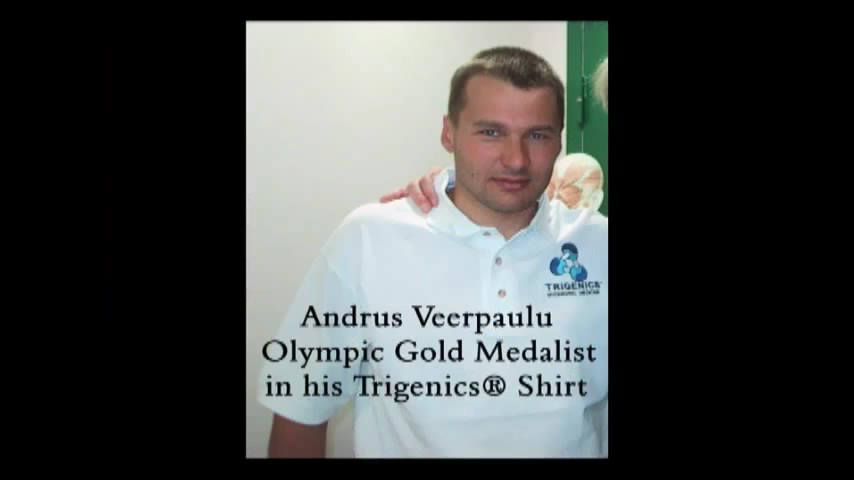 TRIGENICS
Andrus Veerpaulu
Olympic Gold Medalist
in his Trigenics® Shirt